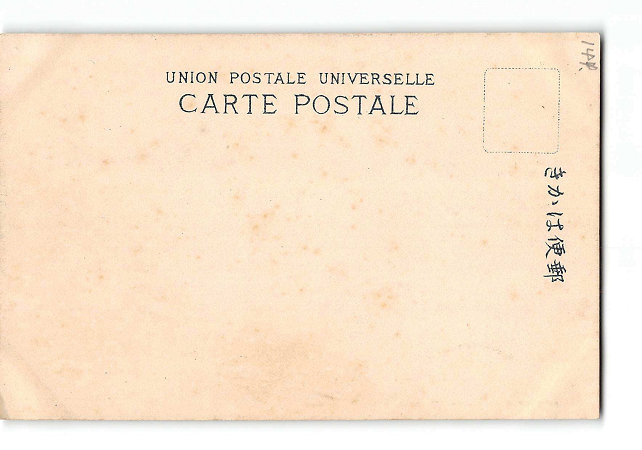 UNION POSTALE UNIVERSELLE
CARTE POSTALE
郵便はかき